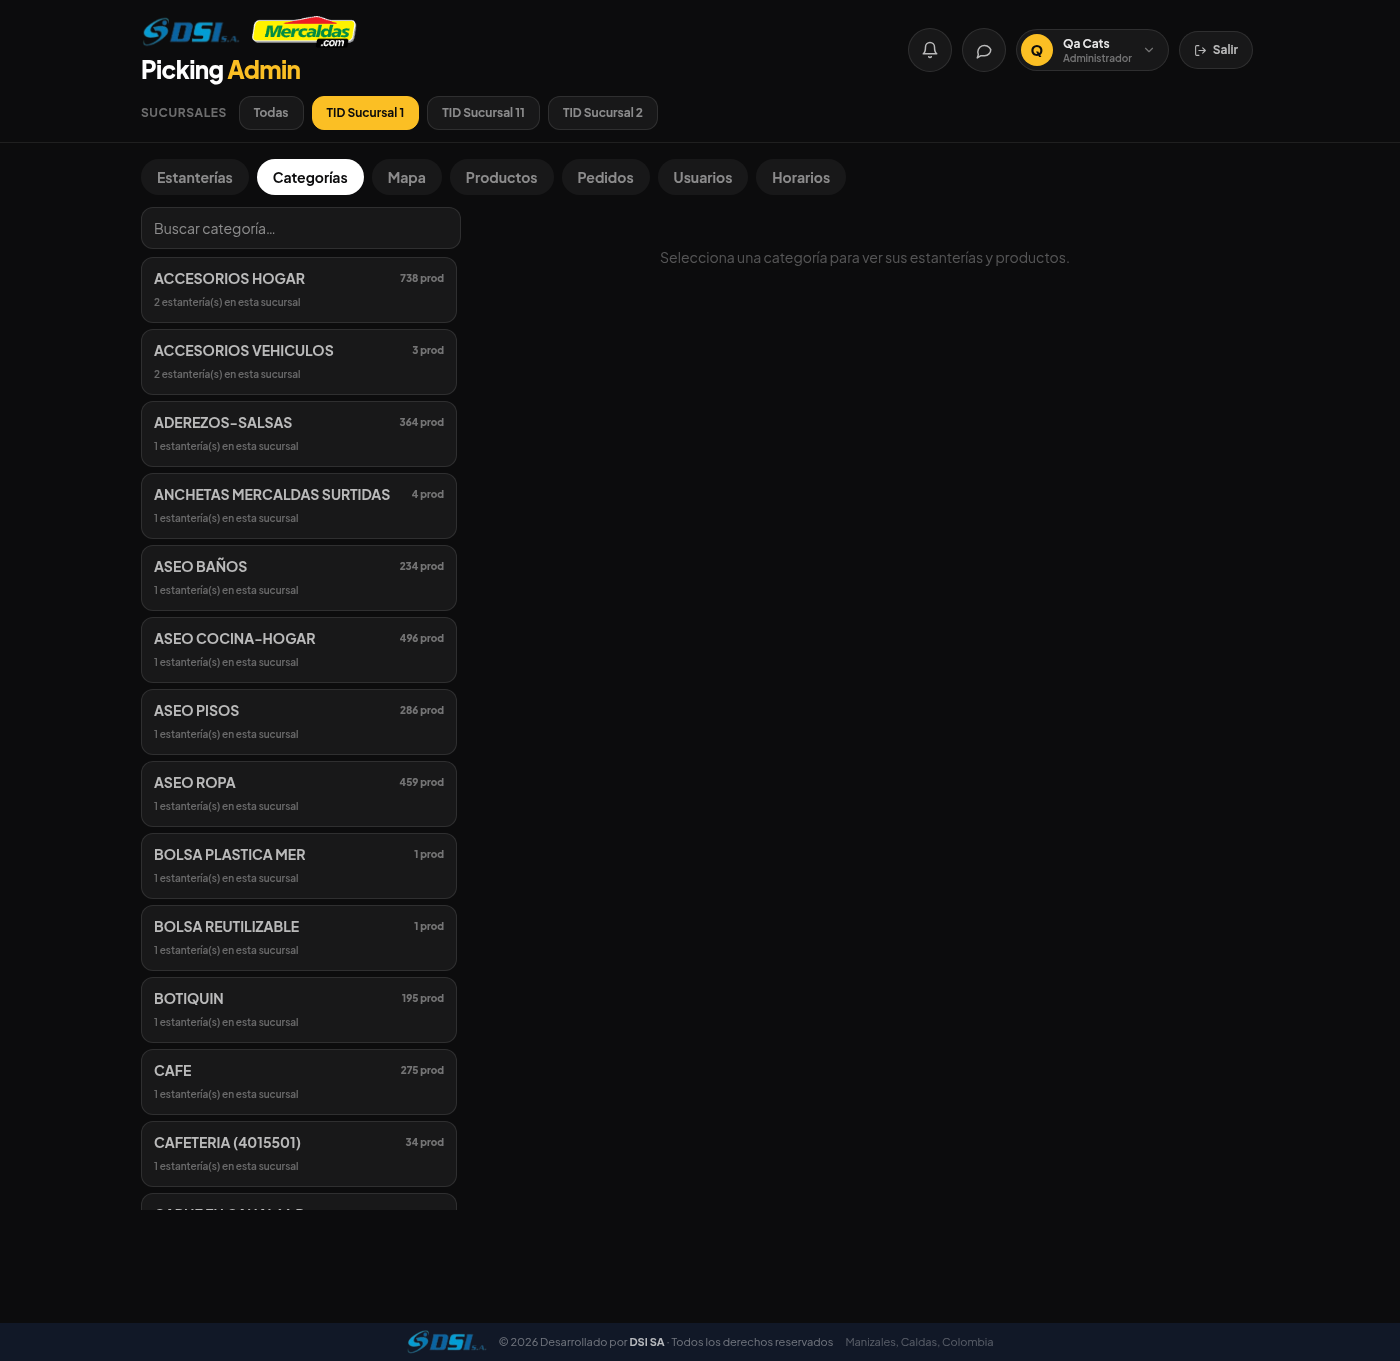 DSI S.A. Mercaldas .com
Picking Admin
Q
Qa Cats
Administrador
Salir
SUCURSALES Todas TID Sucursal 1 TID Sucursal 11 TID Sucursal 2
Estanterías Categorías Mapa Productos Pedidos Usuarios Horarios
Buscar categoría...
Selecciona una categoría para ver sus estanterías y productos.
ACCESORIOS HOGAR 738 prod
2 estantería(s) en esta sucursal
ACCESORIOS VEHICULOS 3 prod
2 estantería(s) en esta sucursal
ADEREZOS-SALSAS 364 prod
1 estantería(s) en esta sucursal
ANCHETAS MERCALDAS SURTIDAS 4 prod
1 estantería(s) en esta sucursal
ASEO BAÑOS 234 prod
1 estantería(s) en esta sucursal
ASEO COCINA-HOGAR 496 prod
1 estantería(s) en esta sucursal
ASEO PISOS 286 prod
1 estantería(s) en esta sucursal
ASEO ROPA 459 prod
1 estantería(s) en esta sucursal
BOLSA PLASTICA MER 1 prod
1 estantería(s) en esta sucursal
BOLSA REUTILIZABLE 1 prod
1 estantería(s) en esta sucursal
BOTIQUIN 195 prod
1 estantería(s) en esta sucursal
CAFE 275 prod
1 estantería(s) en esta sucursal
CAFETERIA (4015501) 34 prod
1 estantería(s) en esta sucursal
DSI S.A. © 2026 Desarrollado por DSI SA · Todos los derechos reservados Manizales, Caldas, Colombia